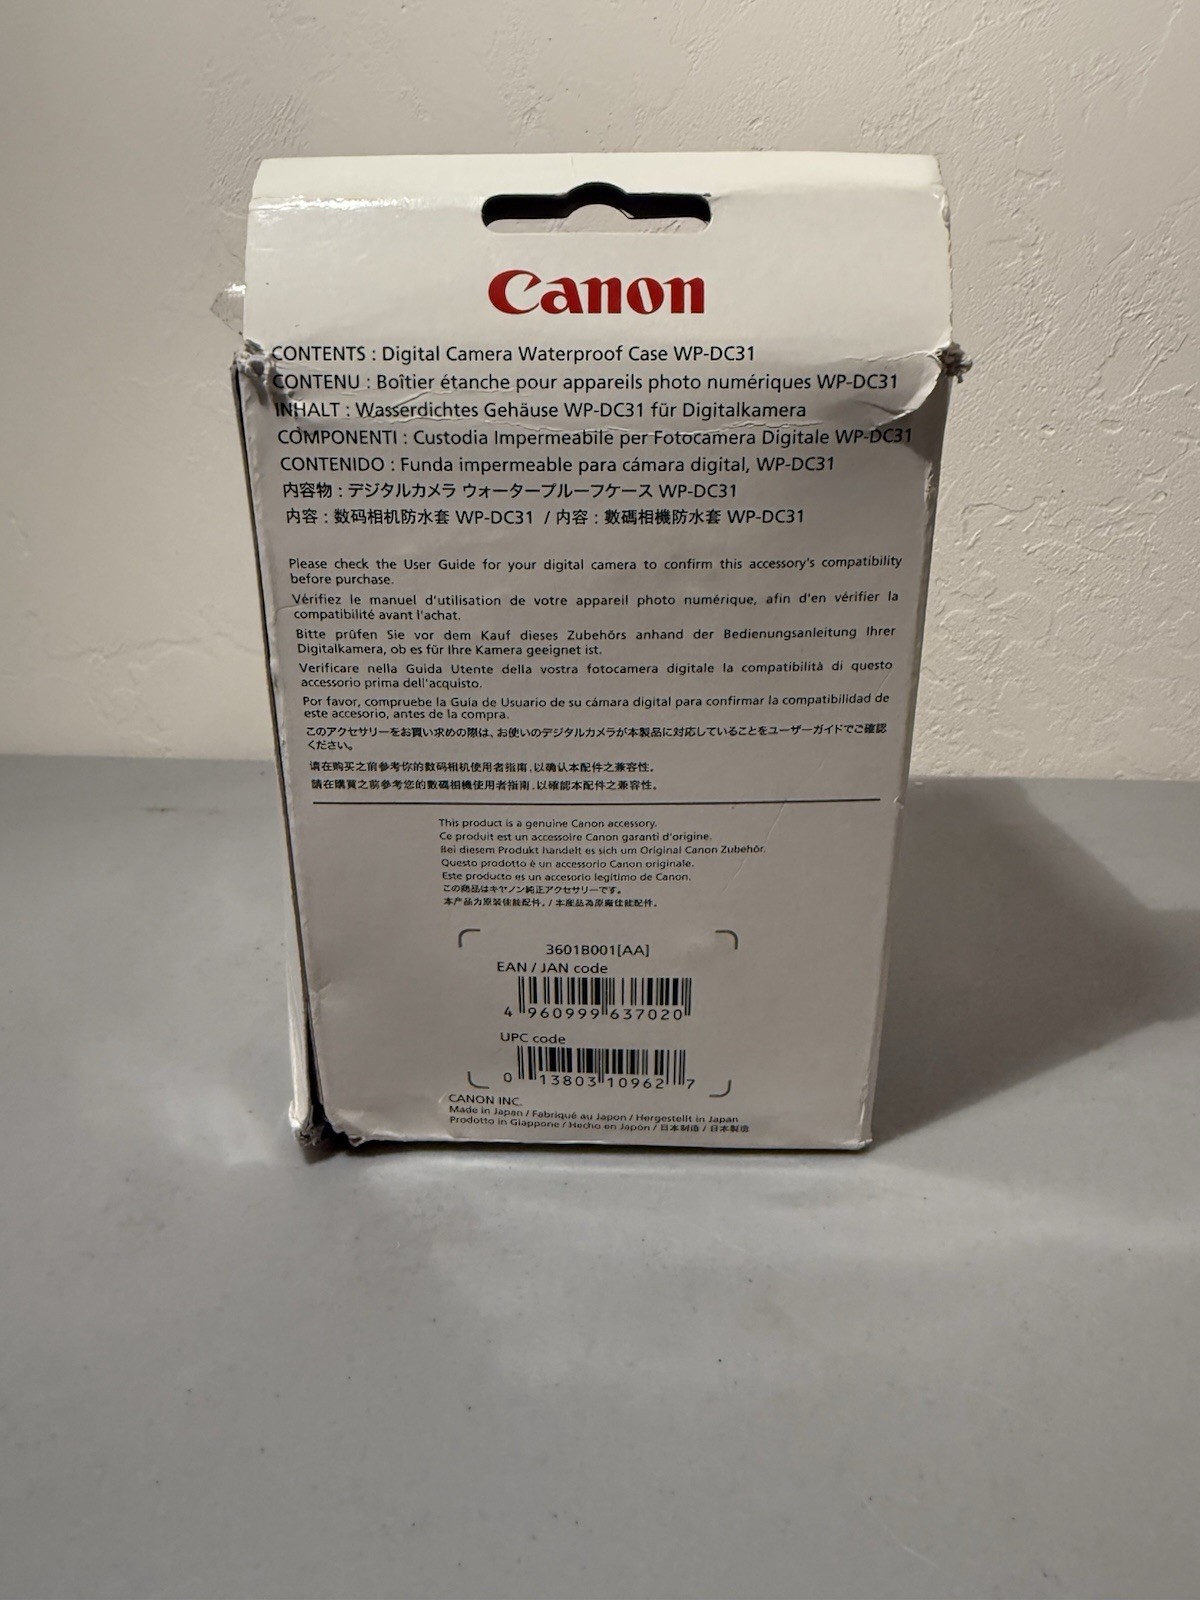 Canon
CONTENTS : Digital Camera Waterproof Case WP-DC31
CONTENU : Boîtier étanche pour appareils photo numériques WP-DC31
INHALT : Wasserdichtes Gehäuse WP-DC31 für Digitalkamera
COMPONENTI : Custodia Impermeabile per Fotocamera Digitale WP-DC31
CONTENIDO : Funda impermeable para cámara digital, WP-DC31
内容物 : デジタルカメラ ウォータープルーフケース WP-DC31
内容 : 数码相机防水套 WP-DC31 / 内容 : 數碼相機防水套 WP-DC31
Please check the User Guide for your digital camera to confirm this accessory's compatibility
before purchase.
Vérifiez le manuel d'utilisation de votre appareil photo numérique, afin d'en vérifier la
compatibilité avant l'achat.
Bitte prüfen Sie vor dem Kauf dieses Zubehörs anhand der Bedienungsanleitung Ihrer
Digitalkamera, ob es für Ihre Kamera geeignet ist.
Verificare nella Guida Utente della vostra fotocamera digitale la compatibilità di questo
accessorio prima dell'acquisto.
Por favor, compruebe la Guía de Usuario de su cámara digital para confirmar la compatibilidad de
este accesorio, antes de la compra.
このアクセサリーをお買い求めの際は、お使いのデジタルカメラが本製品に対応していることをユーザーガイドでご確認
ください。
请在购买之前参考你的数码相机使用者指南,以确认本配件之兼容性。
請在購買之前參考您的數碼相機使用者指南,以確認本配件之兼容性。
This product is a genuine Canon accessory.
Ce produit est un accessoire Canon garanti d'origine.
Bei diesem Produkt handelt es sich um Original Canon Zubehör.
Questo prodotto è un accessorio Canon originale.
Este producto es un accesorio legítimo de Canon.
この商品はキヤノン純正アクセサリーです。
本产品为原装佳能配件。/ 本産品為原廠佳能配件。
3601B001[AA]
EAN / JAN code
4 960999 637020
UPC code
0 13803 10962 7
CANON INC.
Made in Japan / Fabriqué au Japon / Hergestellt in Japan
Prodotto in Giappone / Hecho en Japón / 日本制造 / 日本製造